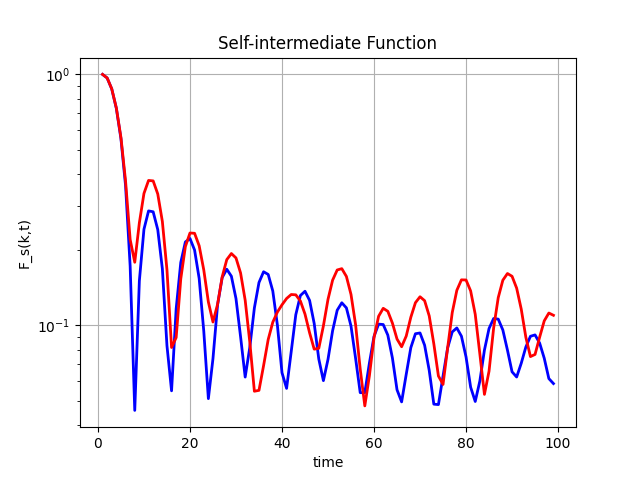 Self-intermediate Function
F_s(k,t)
10⁰
10⁻¹
0 20 40 60 80 100
time